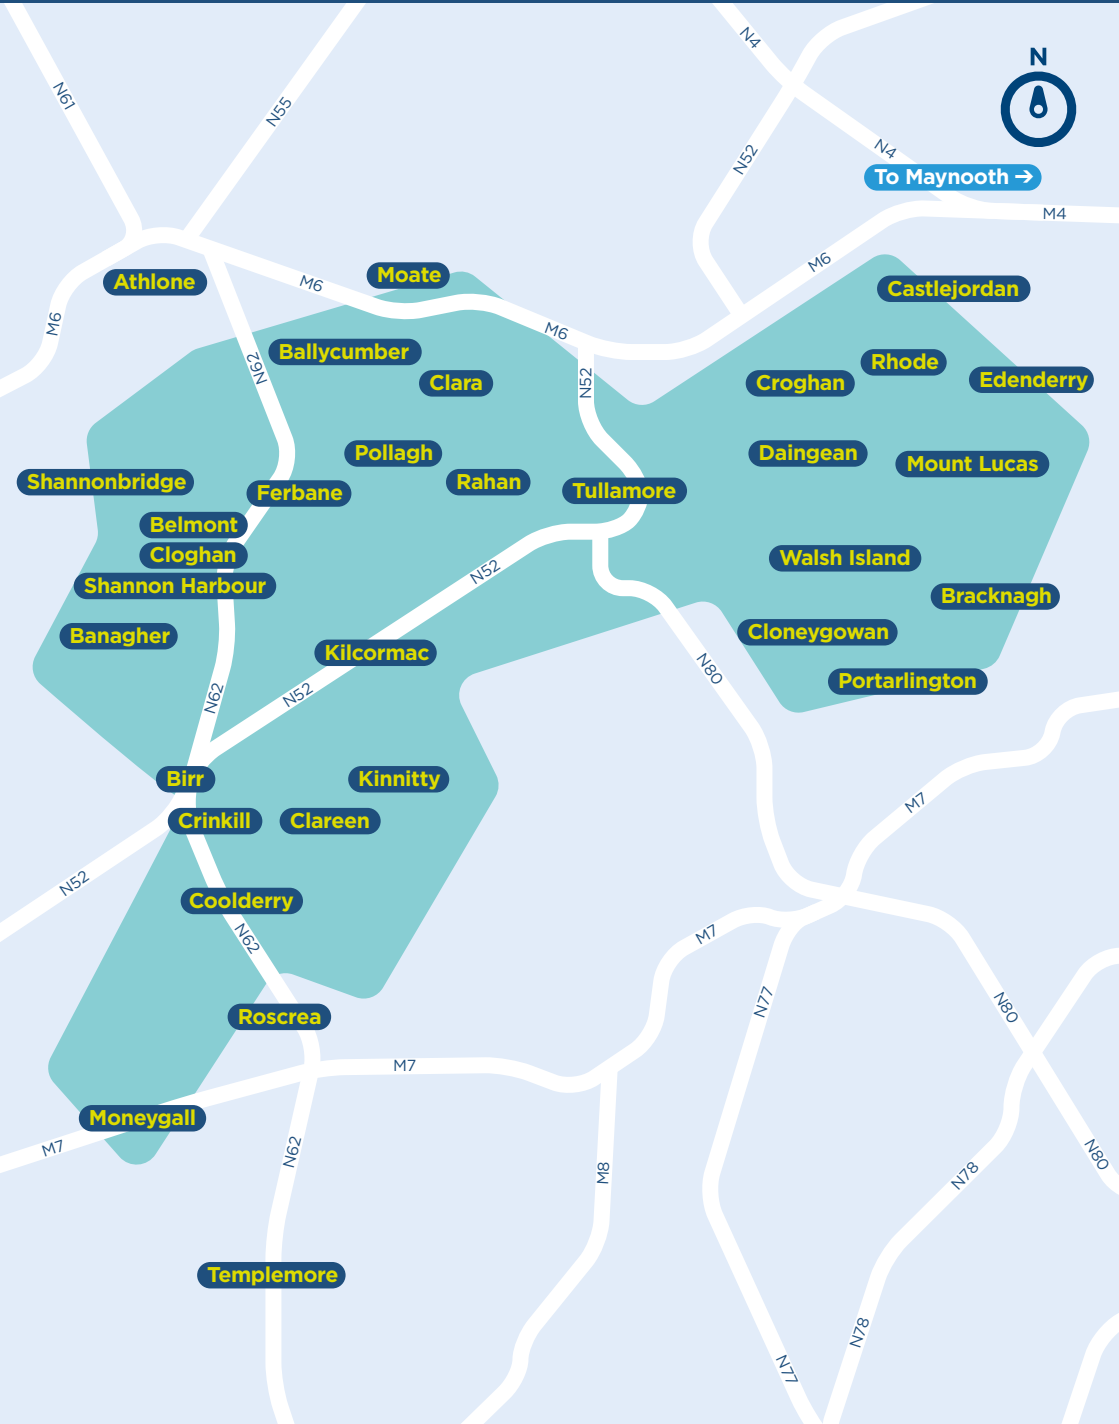 N4
N
N61
N55
N4
N52
To Maynooth →
M4
M6
Athlone
Moate
M6
Castlejordan
M6
M6
Ballycumber
N62
Clara
N52
Croghan
Rhode
Edenderry
Pollagh
Daingean
Mount Lucas
Shannonbridge
Ferbane
Rahan
Tullamore
Belmont
Cloghan
Walsh Island
Shannon Harbour
N52
Bracknagh
Banagher
Cloneygowan
Kilcormac
N80
Portarlington
N62
N52
Birr
Kinnitty
M7
Crinkill
Clareen
N52
Coolderry
N62
M7
N77
N80
Roscrea
M7
Moneygall
M7
N62
M8
N78
N80
Templemore
N78
N77